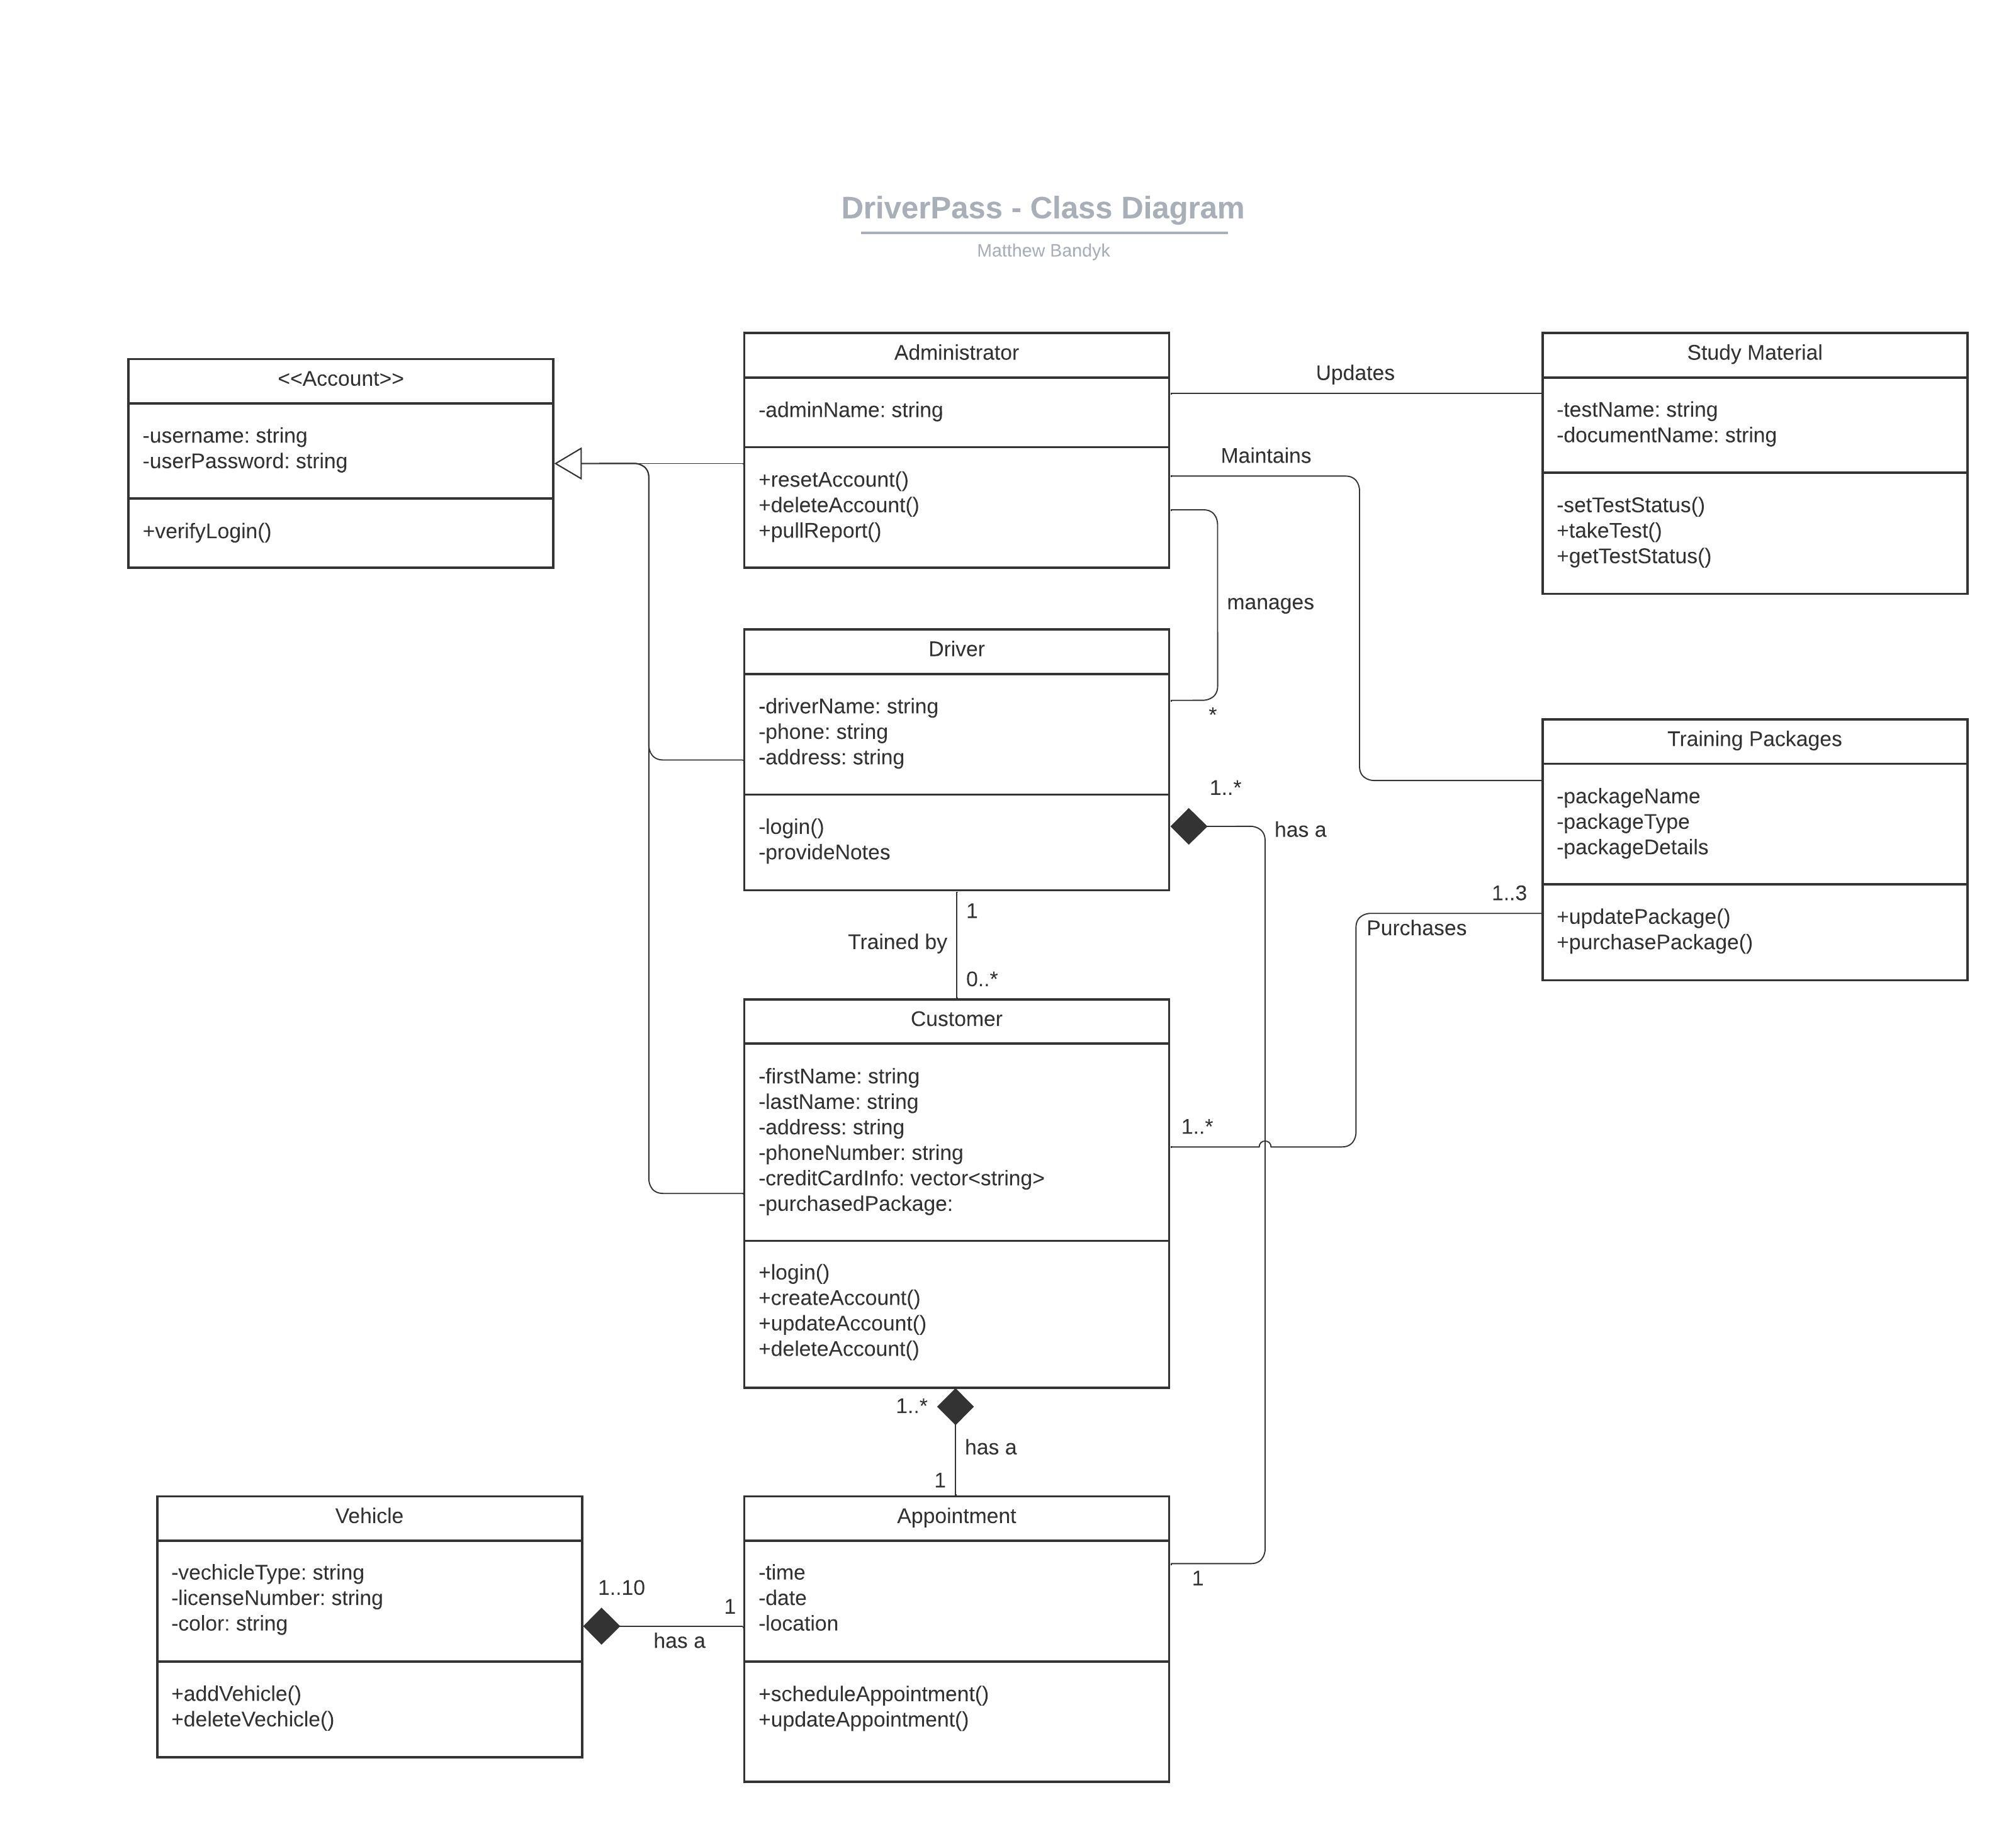 DriverPass - Class Diagram
Matthew Bandyk
<<Account>>
-username: string
-userPassword: string
+verifyLogin()
Administrator
-adminName: string
+resetAccount()
+deleteAccount()
+pullReport()
Updates
Maintains
manages
*
Study Material
-testName: string
-documentName: string
-setTestStatus()
+takeTest()
+getTestStatus()
Driver
-driverName: string
-phone: string
-address: string
-login()
-provideNotes
1..*
has a
Training Packages
-packageName
-packageType
-packageDetails
+updatePackage()
+purchasePackage()
1..3
Purchases
1
Trained by
0..*
Customer
-firstName: string
-lastName: string
-address: string
-phoneNumber: string
-creditCardInfo: vector<string>
-purchasedPackage:
+login()
+createAccount()
+updateAccount()
+deleteAccount()
1..*
1..*
has a
1
Vehicle
-vechicleType: string
-licenseNumber: string
-color: string
+addVehicle()
+deleteVechicle()
1..10
1
has a
Appointment
-time
-date
-location
+scheduleAppointment()
+updateAppointment()
1